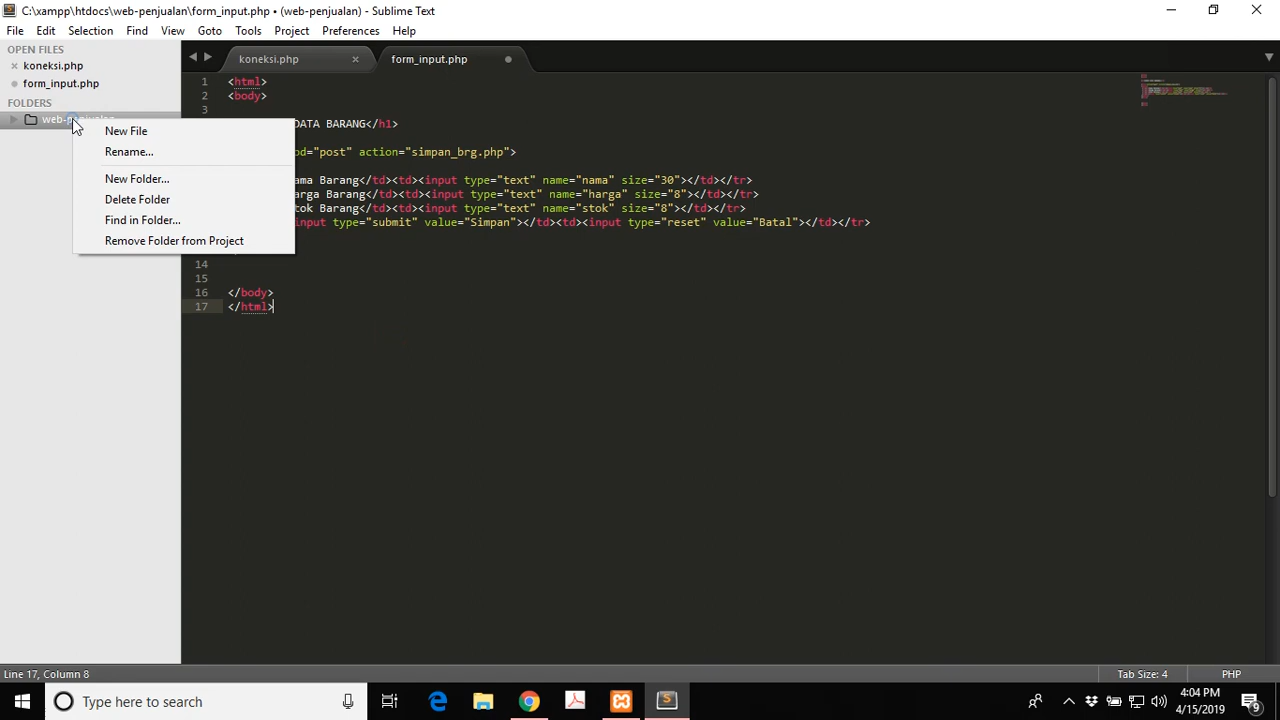 C:\xampp\htdocs\web-penjualan\form_input.php • (web-penjualan) - Sublime Text
File Edit Selection Find View Goto Tools Project Preferences Help
OPEN FILES
koneksi.php
form_input.php
FOLDERS
web-penjualan
New File
Rename...
New Folder...
Delete Folder
Find in Folder...
Remove Folder from Project
koneksi.php
form_input.php
1 <html>
2 <body>
3
DATA BARANG</h1>
od="post" action="simpan_brg.php">
ama Barang</td><td><input type="text" name="nama" size="30"></td></tr>
arga Barang</td><td><input type="text" name="harga" size="8"></td></tr>
tok Barang</td><td><input type="text" name="stok" size="8"></td></tr>
input type="submit" value="Simpan"></td><td><input type="reset" value="Batal"></td></tr>
14
15
16 </body>
17 </html>
Line 17, Column 8
Tab Size: 4
PHP
Type here to search
4:04 PM
4/15/2019
9